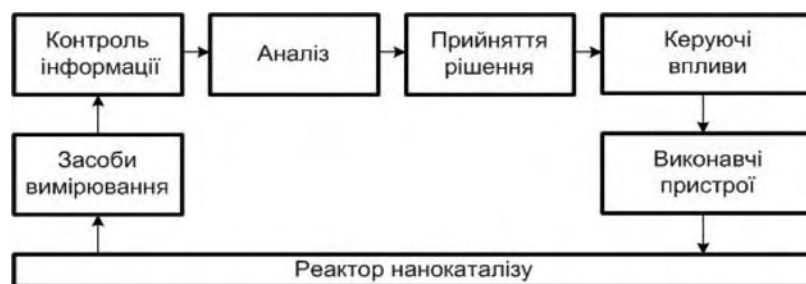 Контроль
інформації
Аналіз
Прийняття
рішення
Керуючі
впливи
Засоби
вимірювання
Виконавчі
пристрої
Реактор нанокаталізу